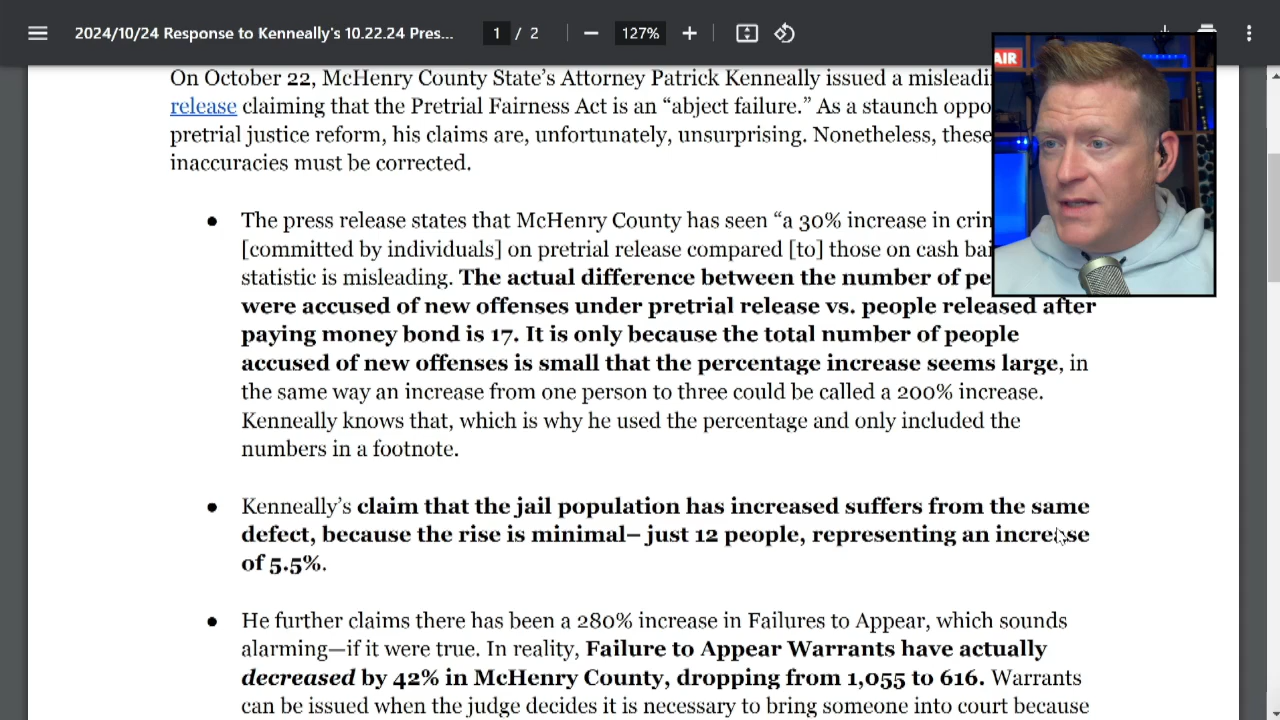 2024/10/24 Response to Kenneally's 10.22.24 Pres...
1 / 2
127%
AIR
On October 22, McHenry County State’s Attorney Patrick Kenneally issued a
release claiming that the Pretrial Fairness Act is an “abject failure.” As a staunch
pretrial justice reform, his claims are, unfortunately, unsurprising. Nonetheless, these
inaccuracies must be corrected.
● The press release states that McHenry County has seen “a 30% increase in
[committed by individuals] on pretrial release compared [to] those on cash
statistic is misleading. The actual difference between the number of
were accused of new offenses under pretrial release vs. people released after
paying money bond is 17. It is only because the total number of people
accused of new offenses is small that the percentage increase seems large, in
the same way an increase from one person to three could be called a 200% increase.
Kenneally knows that, which is why he used the percentage and only included the
numbers in a footnote.
● Kenneally’s claim that the jail population has increased suffers from the same
defect, because the rise is minimal– just 12 people, representing an increase
of 5.5%.
● He further claims there has been a 280% increase in Failures to Appear, which sounds
alarming—if it were true. In reality, Failure to Appear Warrants have actually
decreased by 42% in McHenry County, dropping from 1,055 to 616. Warrants
can be issued when the judge decides it is necessary to bring someone into court because